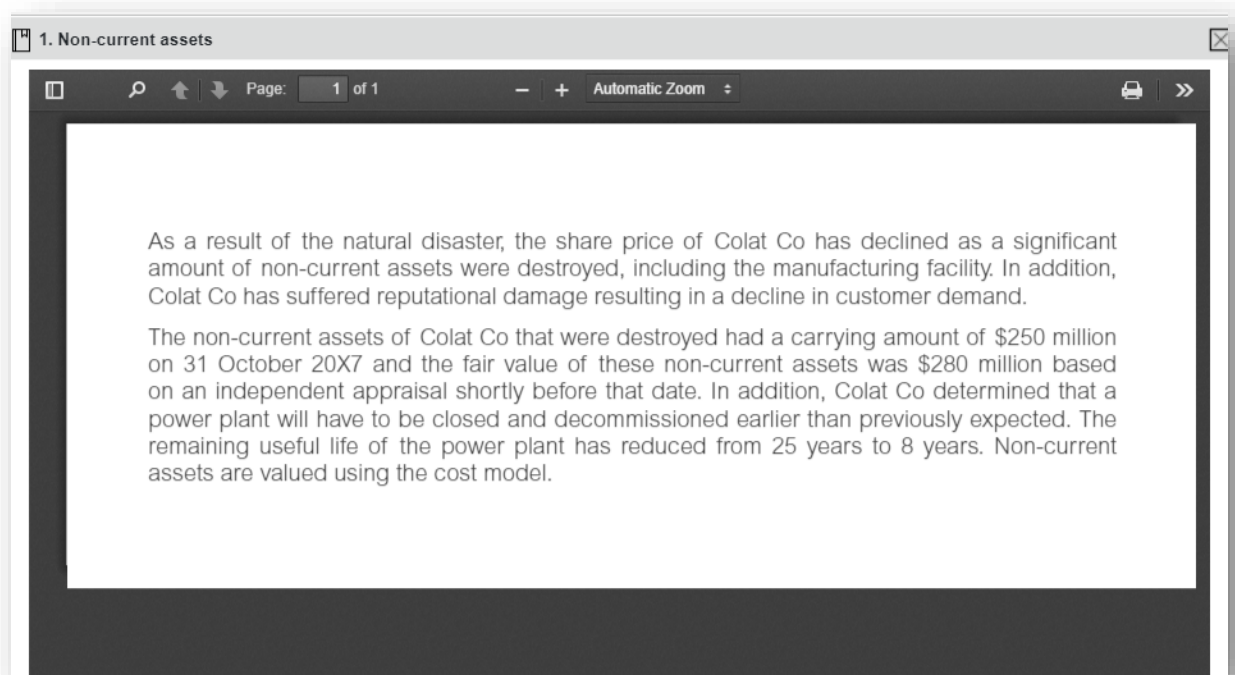 1. Non-current assets
Page: 1 of 1 Automatic Zoom
As a result of the natural disaster, the share price of Colat Co has declined as a significant
amount of non-current assets were destroyed, including the manufacturing facility. In addition,
Colat Co has suffered reputational damage resulting in a decline in customer demand.
The non-current assets of Colat Co that were destroyed had a carrying amount of $250 million
on 31 October 20X7 and the fair value of these non-current assets was $280 million based
on an independent appraisal shortly before that date. In addition, Colat Co determined that a
power plant will have to be closed and decommissioned earlier than previously expected. The
remaining useful life of the power plant has reduced from 25 years to 8 years. Non-current
assets are valued using the cost model.